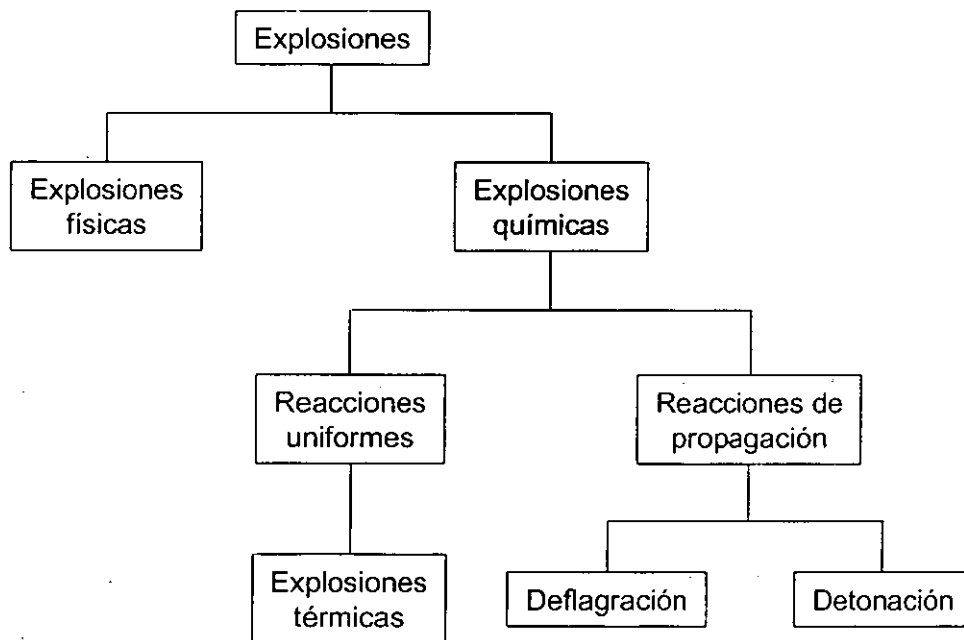 Explosiones
Explosiones
físicas
Explosiones
químicas
Reacciones
uniformes
Reacciones de
propagación
Explosiones
térmicas
Deflagración
Detonación